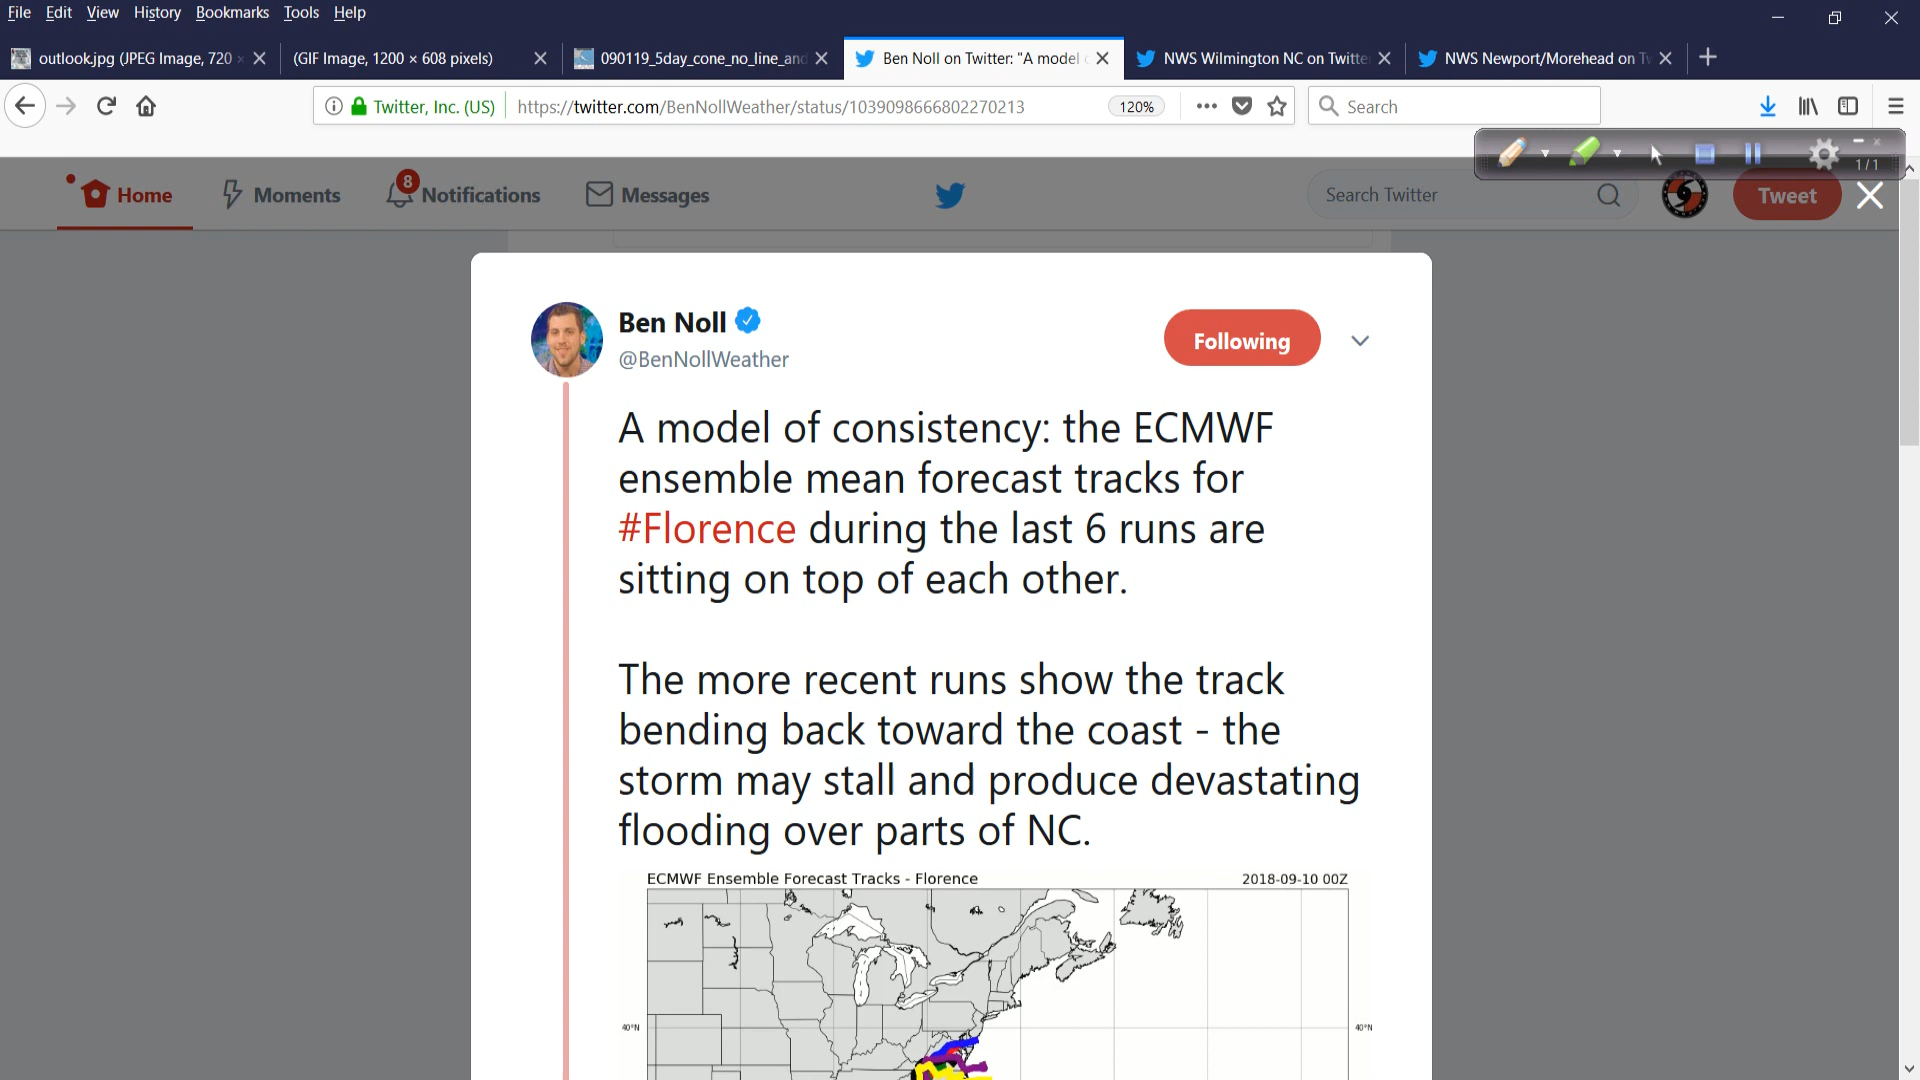 File Edit View History Bookmarks Tools Help
outlook.jpg (JPEG Image, 720 × (GIF Image, 1200 × 608 pixels) 090119_5day_cone_no_line_and Ben Noll on Twitter: "A model NWS Wilmington NC on Twitte NWS Newport/Morehead on Tw
Twitter, Inc. (US) https://twitter.com/BenNollWeather/status/1039098666802270213 120% Search
1/1
Home Moments 8 Notifications Messages Search Twitter Tweet
Ben Noll
@BenNollWeather
Following
A model of consistency: the ECMWF
ensemble mean forecast tracks for
#Florence during the last 6 runs are
sitting on top of each other.
The more recent runs show the track
bending back toward the coast - the
storm may stall and produce devastating
flooding over parts of NC.
ECMWF Ensemble Forecast Tracks - Florence 2018-09-10 00Z
40°N 40°N